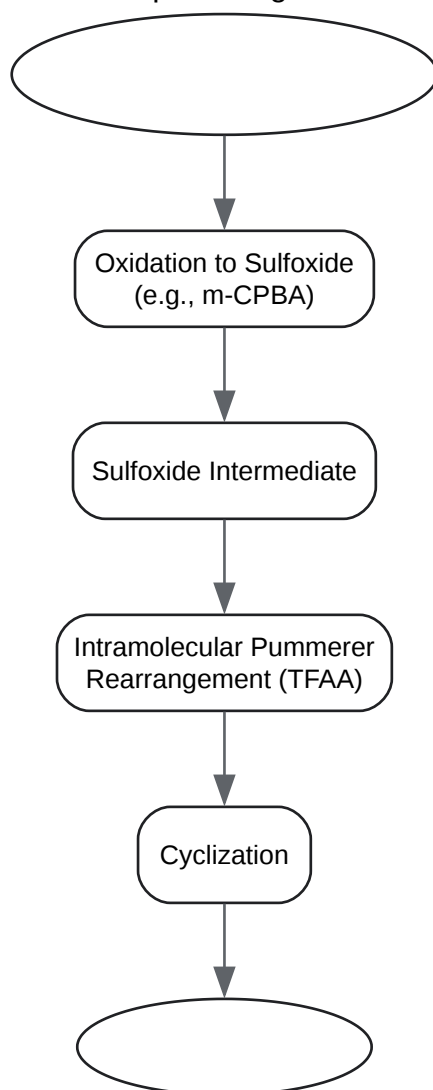 Oxidation to Sulfoxide
(e.g., m-CPBA)
Sulfoxide Intermediate
Intramolecular Pummerer
Rearrangement (TFAA)
Cyclization